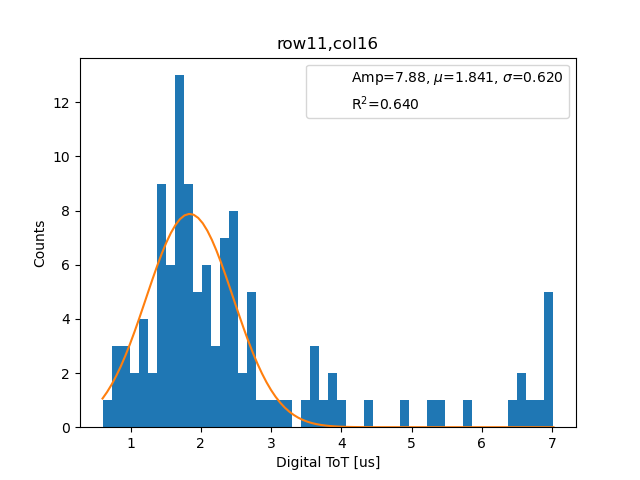 row11,col16
Amp=7.88, μ=1.841, σ=0.620
R²=0.640
12
10
8
6
4
2
0
Counts
1 2 3 4 5 6 7
Digital ToT [us]